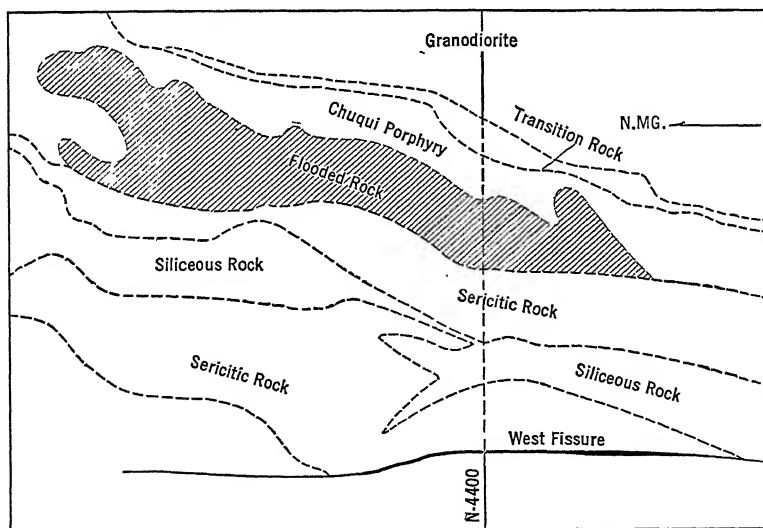 Granodiorite
Transition Rock
N.MG.
Chuqui Porphyry
Flooded Rock
Siliceous Rock
Sericitic Rock
Sericitic Rock
Siliceous Rock
West Fissure
N-4400